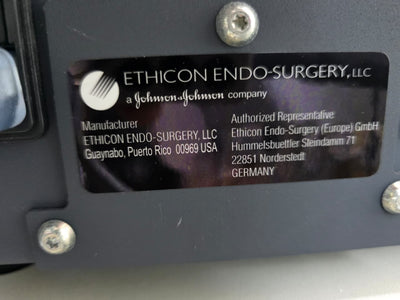 ETHICON ENDO-SURGERY, LLC
a Johnson & Johnson company
Manufacturer
ETHICON ENDO-SURGERY, LLC
Guaynabo, Puerto Rico 00969 USA
Authorized Representative
Ethicon Endo-Surgery (Europe) GmbH
Hummelsbuettler Steindamm 71
22851 Norderstedt
GERMANY